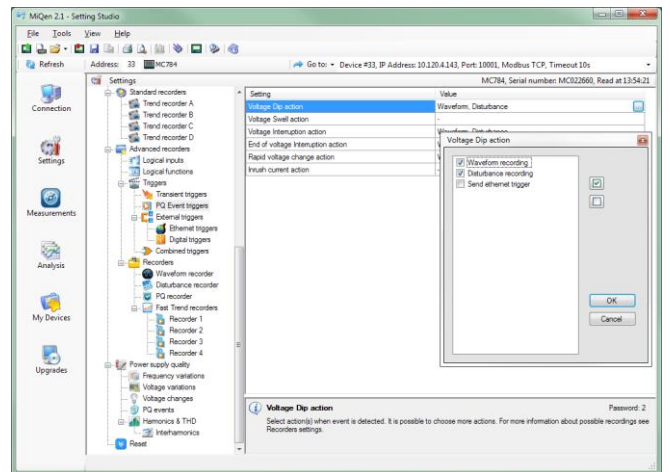 MiQen 2.1 - Setting Studio
File Tools View Help
Refresh Address: 33 MC784 Go to: Device #33, IP Address: 10.120.4.143, Port: 10001, Modbus TCP, Timeout 10s
Settings MC784, Serial number: MC022660, Read at 13:54:21
Connection
Settings
Measurements
Analysis
My Devices
Upgrades
Standard recorders
Trend recorder A
Trend recorder B
Trend recorder C
Trend recorder D
Advanced recorders
Logical inputs
Logical functions
Triggers
Transient triggers
PQ Event triggers
External triggers
Ethernet triggers
Digital triggers
Combined triggers
Recorders
Waveform recorder
Disturbance recorder
PQ recorder
Fast Trend recorders
Recorder 1
Recorder 2
Recorder 3
Recorder 4
Power supply quality
Frequency variations
Voltage variations
Voltage changes
PQ events
Harmonics & THD
Interharmonics
Reset
Setting Value
Voltage Dip action Waveform, Disturbance ...
Voltage Swell action -
Voltage Interruption action
End of voltage Interruption action
Rapid voltage change action
Inrush current action
Voltage Dip action
Waveform recording
Disturbance recording
Send ethernet trigger
OK
Cancel
Voltage Dip action Password: 2
Select action(s) when event is detected. It is possible to choose more actions. For more information about possible recordings see
Recorders settings.